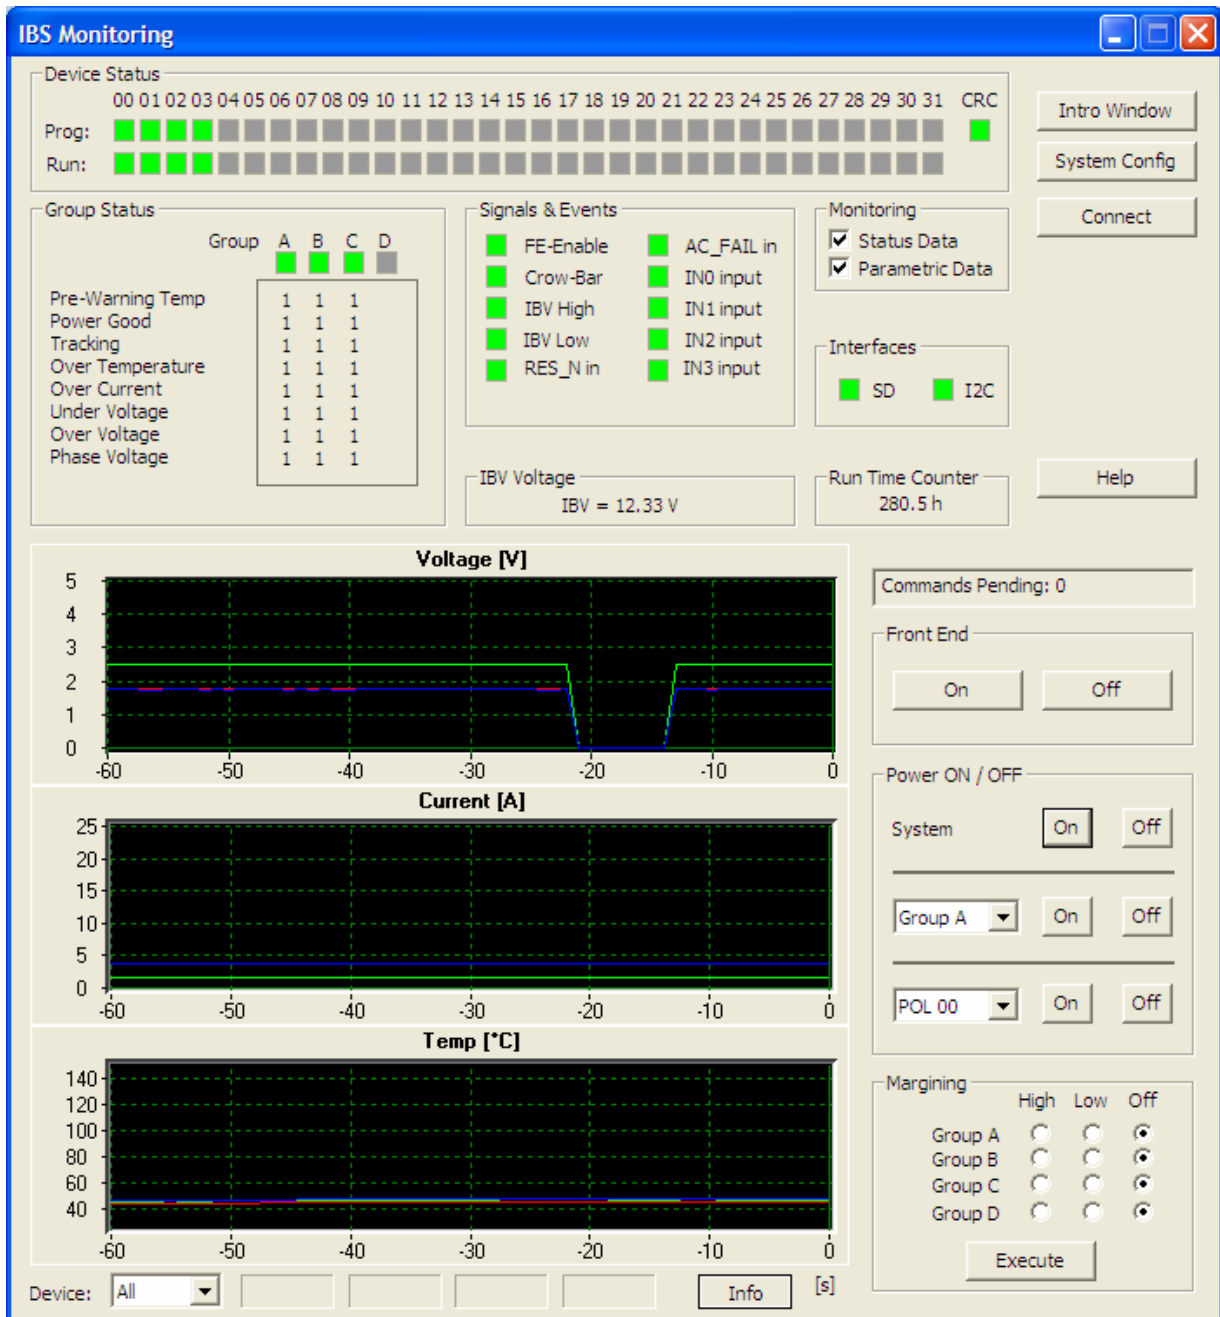 IBS Monitoring
Device Status
00 01 02 03 04 05 06 07 08 09 10 11 12 13 14 15 16 17 18 19 20 21 22 23 24 25 26 27 28 29 30 31 CRC
Prog:
Run:
Intro Window
System Config
Connect
Group Status
Group A B C D
Pre-Warning Temp 1 1 1
Power Good 1 1 1
Tracking 1 1 1
Over Temperature 1 1 1
Over Current 1 1 1
Under Voltage 1 1 1
Over Voltage 1 1 1
Phase Voltage 1 1 1
Signals & Events
FE-Enable AC_FAIL in
Crow-Bar IN0 input
IBV High IN1 input
IBV Low IN2 input
RES_N in IN3 input
Monitoring
Status Data
Parametric Data
Interfaces
SD I2C
IBV Voltage
IBV = 12.33 V
Run Time Counter
280.5 h
Help
Voltage [V]
5
4
3
2
1
0
-60 -50 -40 -30 -20 -10 0
Current [A]
25
20
15
10
5
0
-60 -50 -40 -30 -20 -10 0
Temp [°C]
140
120
100
80
60
40
-60 -50 -40 -30 -20 -10 0
Device: All Info [s]
Commands Pending: 0
Front End
On Off
Power ON / OFF
System On Off
Group A On Off
POL 00 On Off
Margining
High Low Off
Group A
Group B
Group C
Group D
Execute